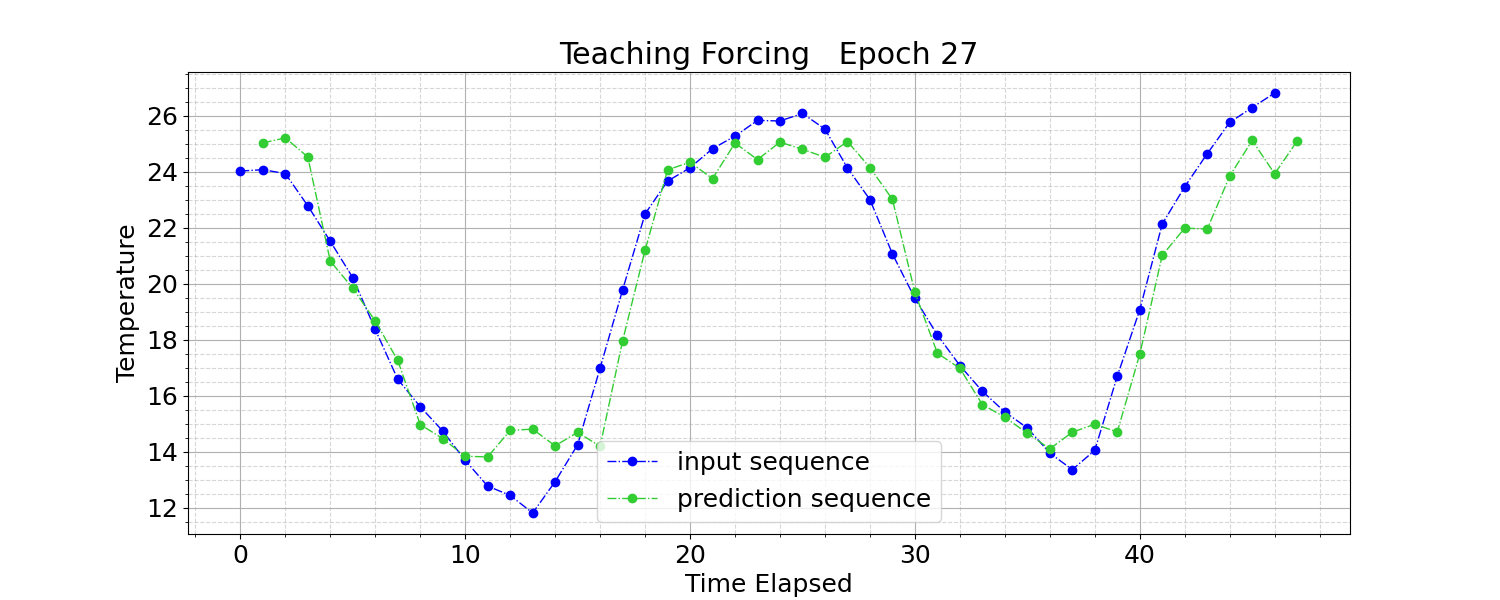 Teaching Forcing   Epoch 27
Temperature
26
24
22
20
18
16
14
12
input sequence
prediction sequence
0 10 20 30 40
Time Elapsed